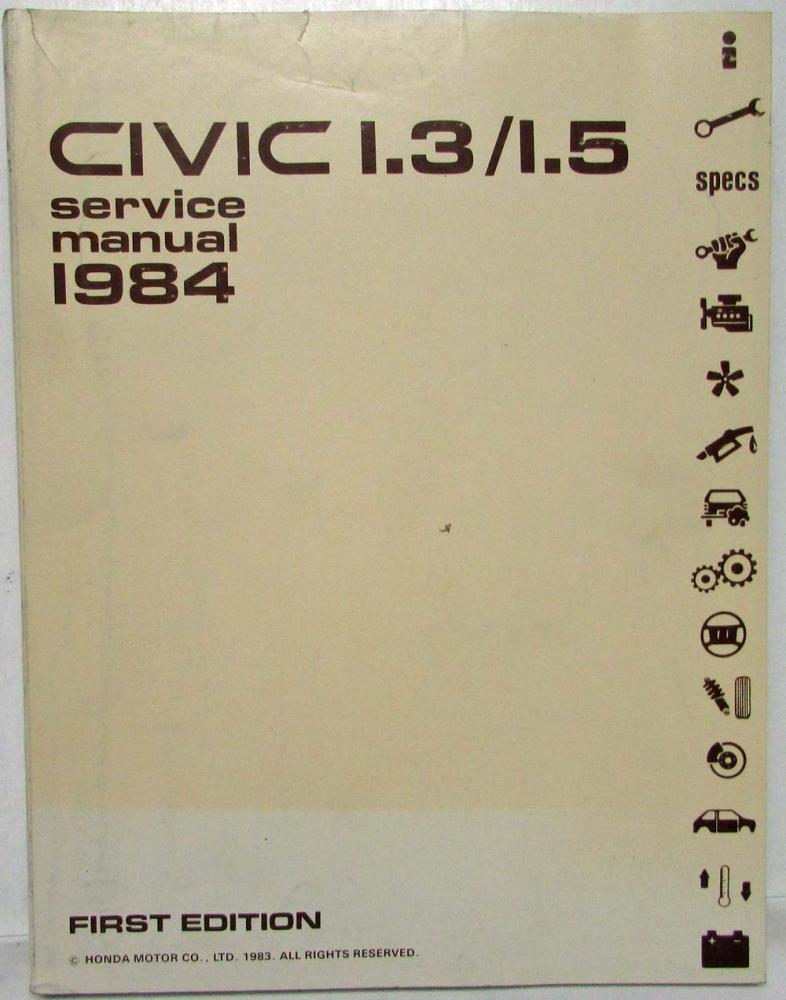 CIVIC 1.3/1.5
service
manual
1984
i
specs
FIRST EDITION
© HONDA MOTOR CO., LTD. 1983. ALL RIGHTS RESERVED.